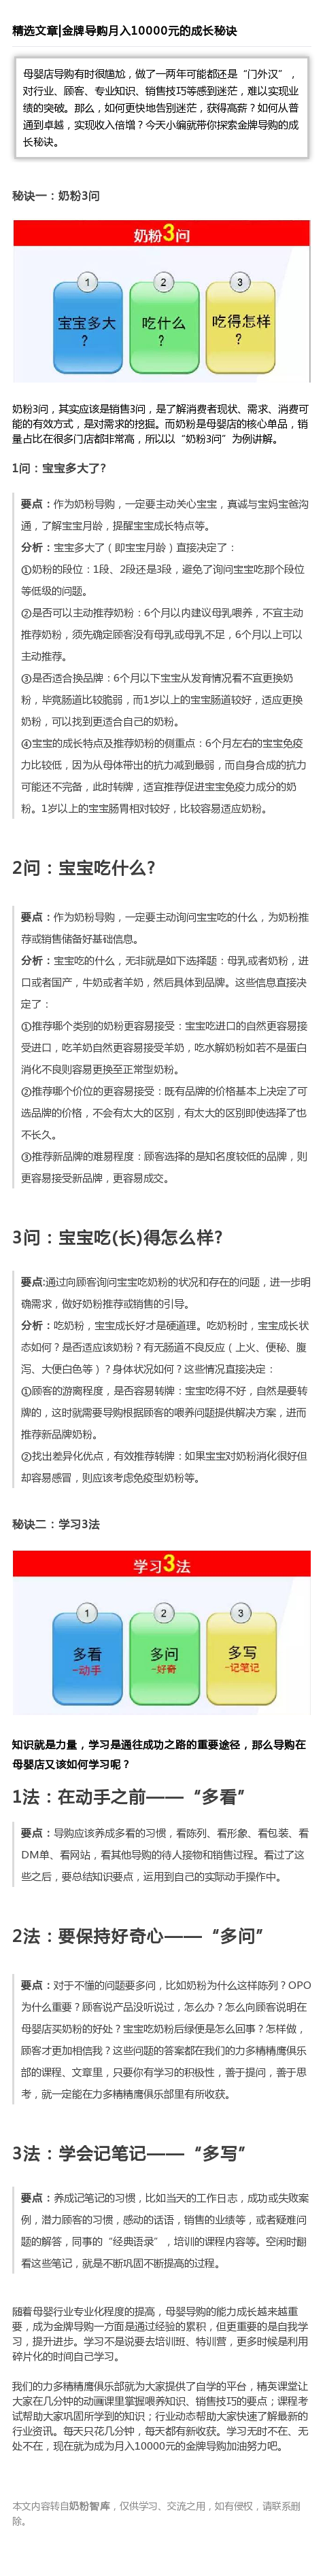 精选文章|金牌导购月入10000元的成长秘诀
母婴店导购有时很尴尬，做了一两年可能都还是“门外汉”，
对行业、顾客、专业知识、销售技巧等感到迷茫，难以实现业
绩的突破。那么，如何更快地告别迷茫，获得高薪？如何从普
通到卓越，实现收入倍增？今天小编就带你探索金牌导购的成
长秘诀。
秘诀一：奶粉3问
奶粉3问
1
2
3
宝宝多大
？
吃什么
？
吃得怎样
？
奶粉3问，其实应该是销售3问，是了解消费者现状、需求、消费可
能的有效方式，是对需求的挖掘。而奶粉是母婴店的核心单品，销
量占比在很多门店都非常高，所以以“奶粉3问”为例讲解。
1问：宝宝多大了?
要点：作为奶粉导购，一定要主动关心宝宝，真诚与宝妈宝爸沟
通，了解宝宝月龄，提醒宝宝成长特点等。
分析：宝宝多大了（即宝宝月龄）直接决定了：
①奶粉的段位：1段、2段还是3段，避免了询问宝宝吃那个段位
等低级的问题。
②是否可以主动推荐奶粉：6个月以内建议母乳喂养，不宜主动
推荐奶粉，须先确定顾客没有母乳或母乳不足，6个月以上可以
主动推荐。
③是否适合换品牌：6个月以下宝宝从发育情况看不宜更换奶
粉，毕竟肠道比较脆弱，而1岁以上的宝宝肠道较好，适应更换
奶粉，可以找到更适合自己的奶粉。
④宝宝的成长特点及推荐奶粉的侧重点：6个月左右的宝宝免疫
力比较低，因为从母体带出的抗力减到最弱，而自身合成的抗力
可能还不完备，此时转牌，适宜推荐促进宝宝免疫力成分的奶
粉。1岁以上的宝宝肠胃相对较好，比较容易适应奶粉。
2问：宝宝吃什么?
要点：作为奶粉导购，一定要主动询问宝宝吃的什么，为奶粉推
荐或销售储备好基础信息。
分析：宝宝吃的什么，无非就是如下选择题：母乳或者奶粉，进
口或者国产，牛奶或者羊奶，然后具体到品牌。这些信息直接决
定了：
①推荐哪个类别的奶粉更容易接受：宝宝吃进口的自然更容易接
受进口，吃羊奶自然更容易接受羊奶，吃水解奶粉如若不是蛋白
消化不良则容易更换至正常型奶粉。
②推荐哪个价位的更容易接受：既有品牌的价格基本上决定了可
选品牌的价格，不会有太大的区别，有太大的区别即使选择了也
不长久。
③推荐新品牌的难易程度：顾客选择的是知名度较低的品牌，则
更容易接受新品牌，更容易成交。
3问：宝宝吃(长)得怎么样?
要点:通过向顾客询问宝宝吃奶粉的状况和存在的问题，进一步明
确需求，做好奶粉推荐或销售的引导。
分析：吃奶粉，宝宝成长好才是硬道理。吃奶粉时，宝宝成长状
态如何？是否适应该奶粉？有无肠道不良反应（上火、便秘、腹
泻、大便白色等）？身体状况如何？这些情况直接决定：
①顾客的游离程度，是否容易转牌：宝宝吃得不好，自然是要转
牌的，这时就需要导购根据顾客的喂养问题提供解决方案，进而
推荐新品牌奶粉。
②找出差异化优点，有效推荐转牌：如果宝宝对奶粉消化很好但
却容易感冒，则应该考虑免疫型奶粉等。
秘诀二：学习3法
学习3法
1
2
3
多看
-动手
多问
-好奇
多写
-记笔记
知识就是力量，学习是通往成功之路的重要途径，那么导购在
母婴店又该如何学习呢？
1法：在动手之前——“多看”
要点：导购应该养成多看的习惯，看陈列、看形象、看包装、看
DM单、看网站，看其他导购的待人接物和销售过程。看过了这
些之后，要总结知识要点，运用到自己的实际动手操作中。
2法：要保持好奇心——“多问”
要点：对于不懂的问题要多问，比如奶粉为什么这样陈列？OPO
为什么重要？顾客说产品没听说过，怎么办？怎么向顾客说明在
母婴店买奶粉的好处？宝宝吃奶粉后绿便是怎么回事？怎样做，
顾客才更加相信我？这些问题的答案都在我们的力多精精鹰俱乐
部的课程、文章里，只要你有学习的积极性，善于提问，善于思
考，就一定能在力多精精鹰俱乐部里有所收获。
3法：学会记笔记——“多写”
要点：养成记笔记的习惯，比如当天的工作日志，成功或失败案
例，潜力顾客的习惯，感动的话语，销售的业绩等，或者疑难问
题的解答，同事的“经典语录”，培训的课程内容等。空闲时翻
看这些笔记，就是不断巩固不断提高的过程。
随着母婴行业专业化程度的提高，母婴导购的能力成长越来越重
要，成为金牌导购一方面是通过经验的累积，但更重要的是自我学
习，提升进步。学习不是说要去培训班、特训营，更多时候是利用
碎片化的时间自己学习。
我们的力多精精鹰俱乐部就为大家提供了自学的平台，精英课堂让
大家在几分钟的动画课里掌握喂养知识、销售技巧的要点；课程考
试帮助大家巩固所学到的知识；行业动态帮助大家快速了解最新的
行业资讯。每天只花几分钟，每天都有新收获。学习无时不在、无
处不在，现在就为成为月入10000元的金牌导购加油努力吧。
本文内容转自奶粉智库，仅供学习、交流之用，如有侵权，请联系删
除。